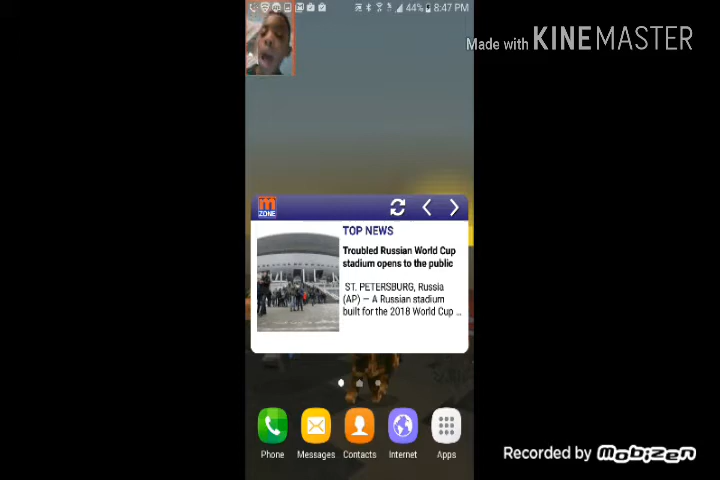 44% 8:47 PM
Made with KINEMASTER
m
ZONE
TOP NEWS
Troubled Russian World Cup
stadium opens to the public
ST. PETERSBURG, Russia
(AP) — A Russian stadium
built for the 2018 World Cup ...
Phone Messages Contacts Internet Apps
Recorded by Mobizen